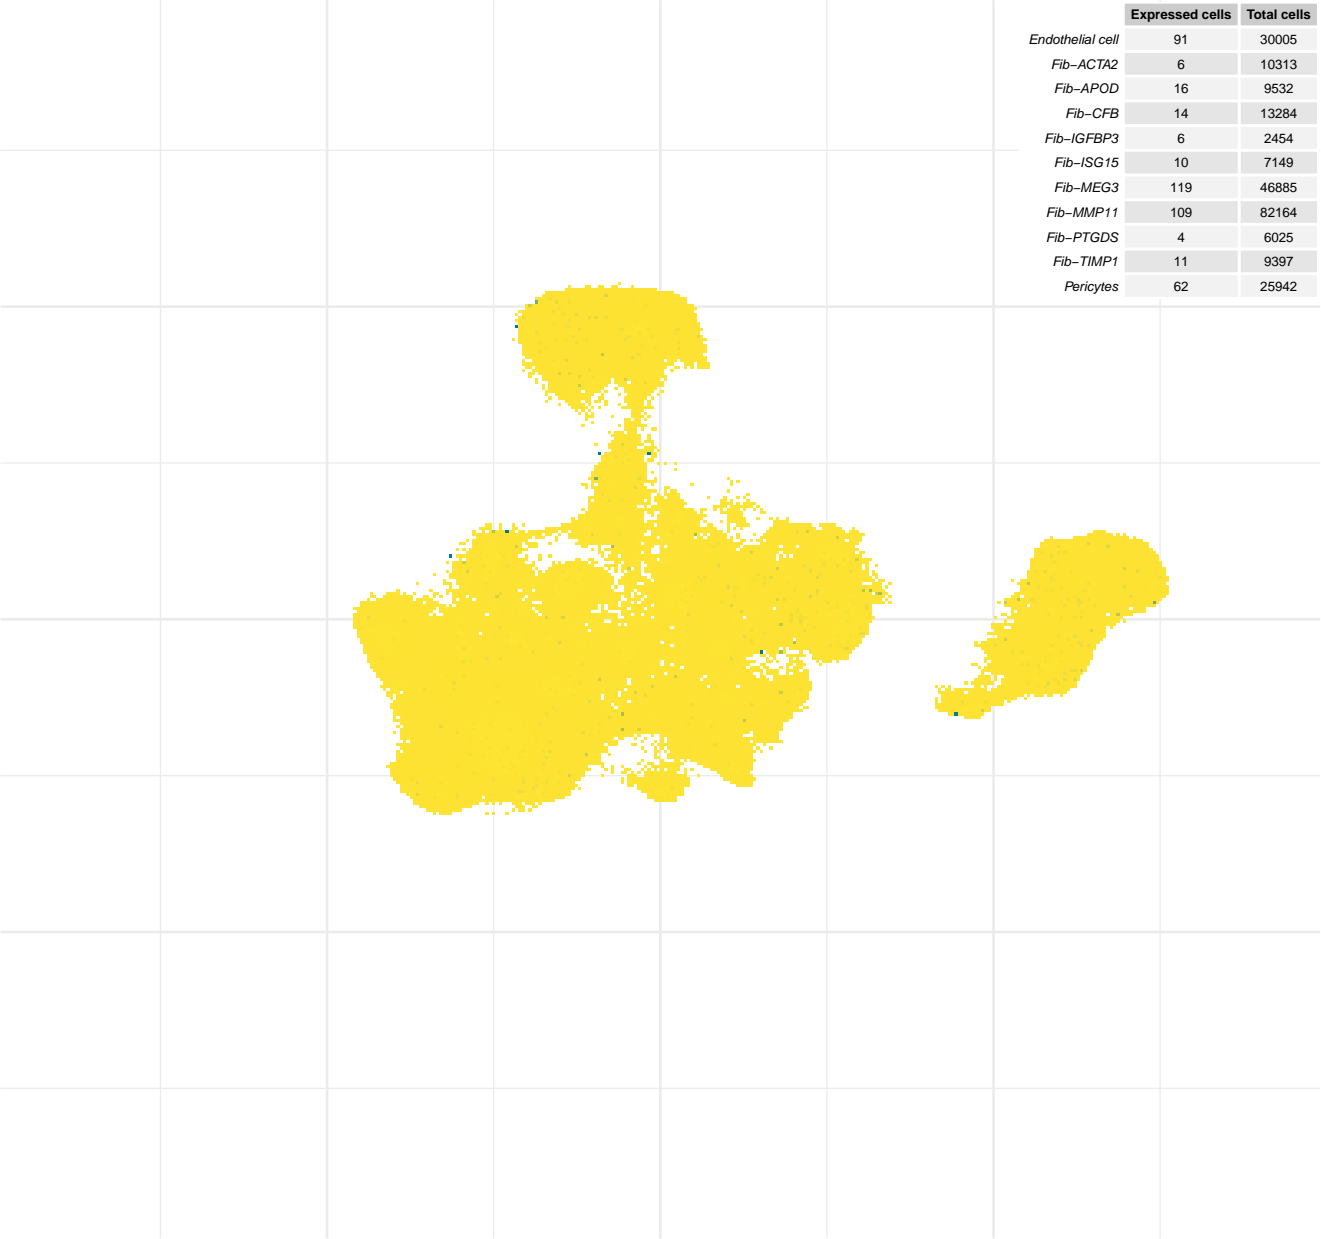 Expressed cells Total cells
Endothelial cell 91 30005
Fib−ACTA2 6 10313
Fib−APOD 16 9532
Fib−CFB 14 13284
Fib−IGFBP3 6 2454
Fib−ISG15 10 7149
Fib−MEG3 119 46885
Fib−MMP11 109 82164
Fib−PTGDS 4 6025
Fib−TIMP1 11 9397
Pericytes 62 25942